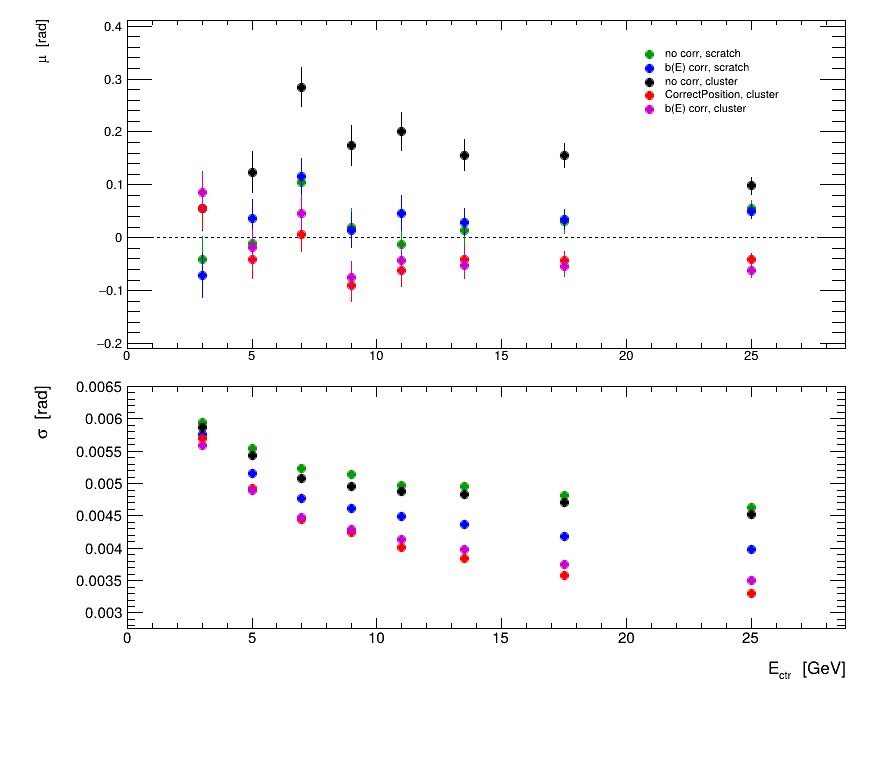 μ [rad]
0.4
0.3
0.2
0.1
0
−0.1
−0.2
no corr, scratch
b(E) corr, scratch
no corr, cluster
CorrectPosition, cluster
b(E) corr, cluster
0 5 10 15 20 25
σ [rad]
0.0065
0.006
0.0055
0.005
0.0045
0.004
0.0035
0.003
0 5 10 15 20 25
E_ctr [GeV]